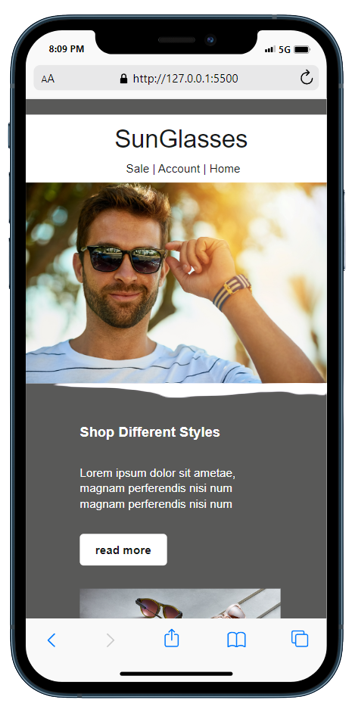 8:09 PM 5G
AA http://127.0.0.1:5500
SunGlasses
Sale | Account | Home
Shop Different Styles
Lorem ipsum dolor sit ametae,
magnam perferendis nisi num
magnam perferendis nisi num
read more